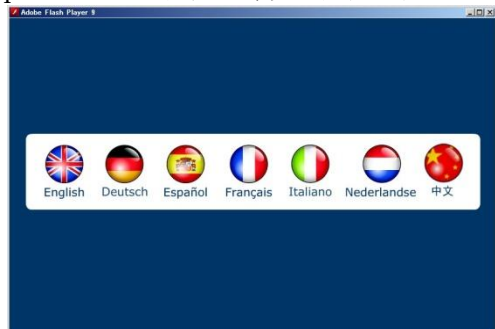 Adobe Flash Player 9
English Deutsch Español Français Italiano Nederlandse 中文